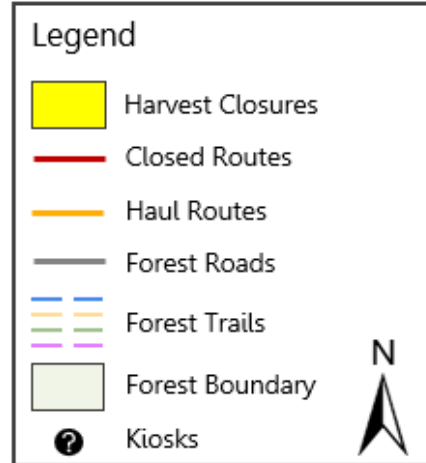 Legend
Harvest Closures
Closed Routes
Haul Routes
Forest Roads
Forest Trails
Forest Boundary
N
? Kiosks